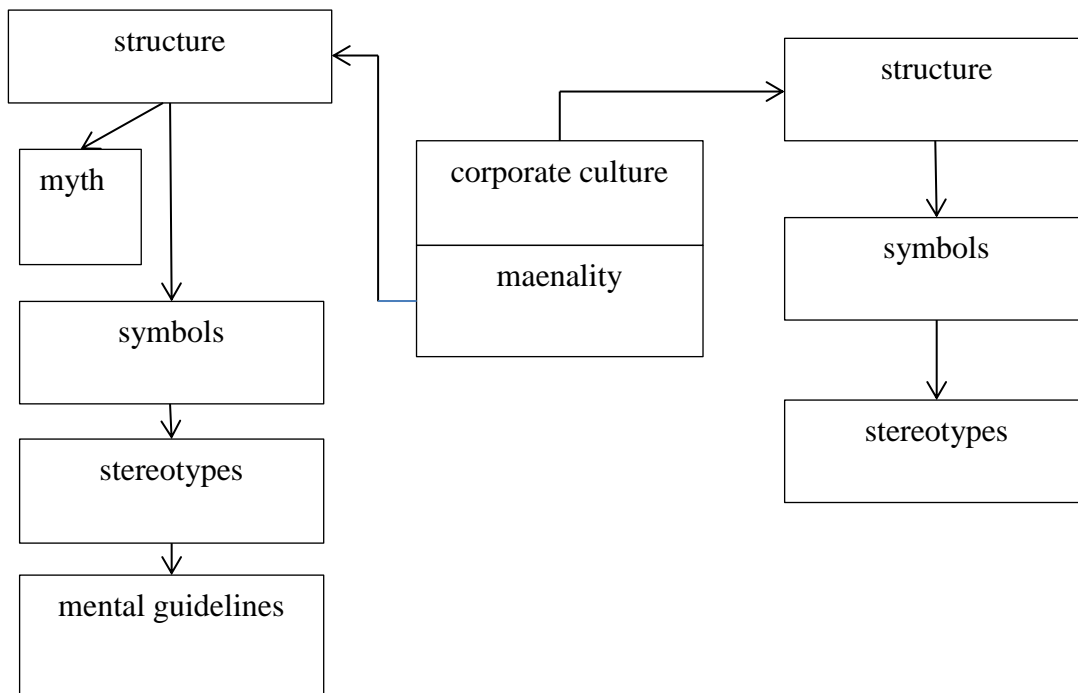 structure
myth
symbols
stereotypes
mental guidelines
corporate culture
maenality
structure
symbols
stereotypes